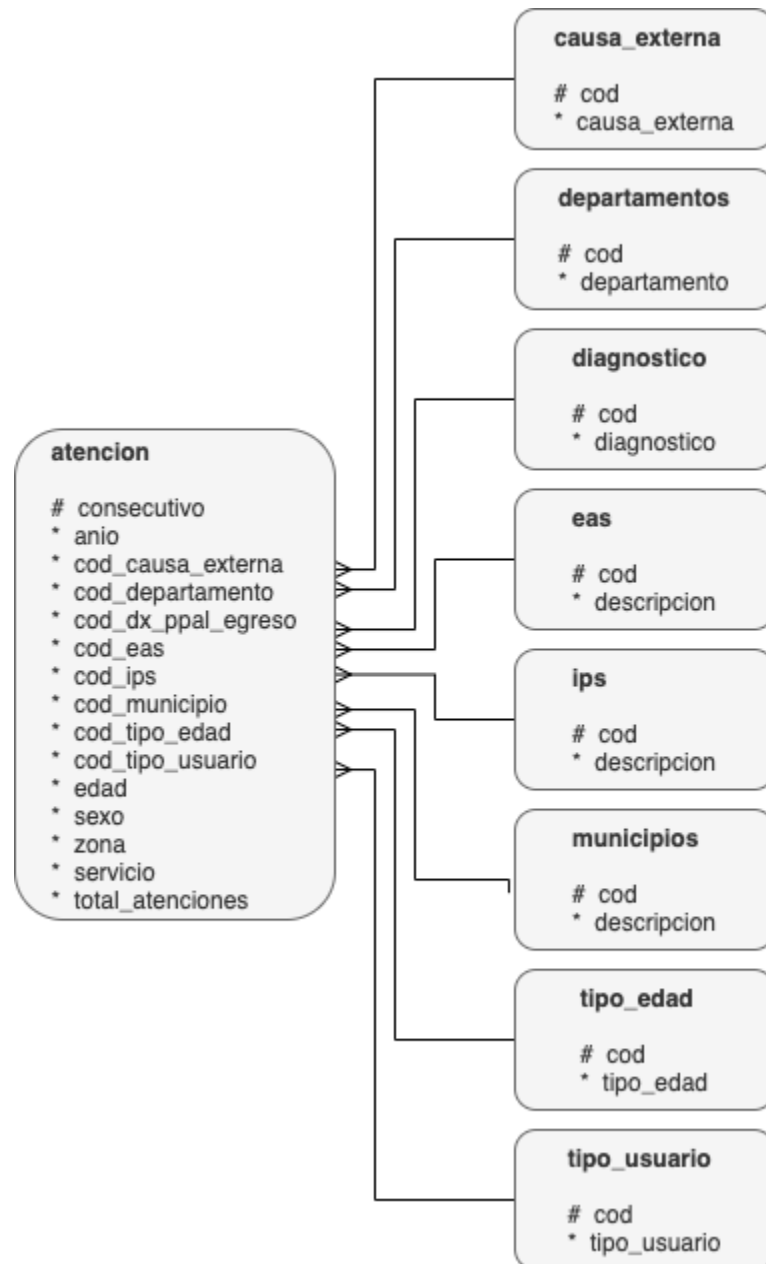 causa_externa
# cod
* causa_externa
departamentos
# cod
* departamento
diagnostico
# cod
* diagnostico
atencion
# consecutivo
* anio
* cod_causa_externa
* cod_departamento
* cod_dx_ppal_egreso
* cod_eas
* cod_ips
* cod_municipio
* cod_tipo_edad
* cod_tipo_usuario
* edad
* sexo
* zona
* servicio
* total_atenciones
eas
# cod
* descripcion
ips
# cod
* descripcion
municipios
# cod
* descripcion
tipo_edad
# cod
* tipo_edad
tipo_usuario
# cod
* tipo_usuario